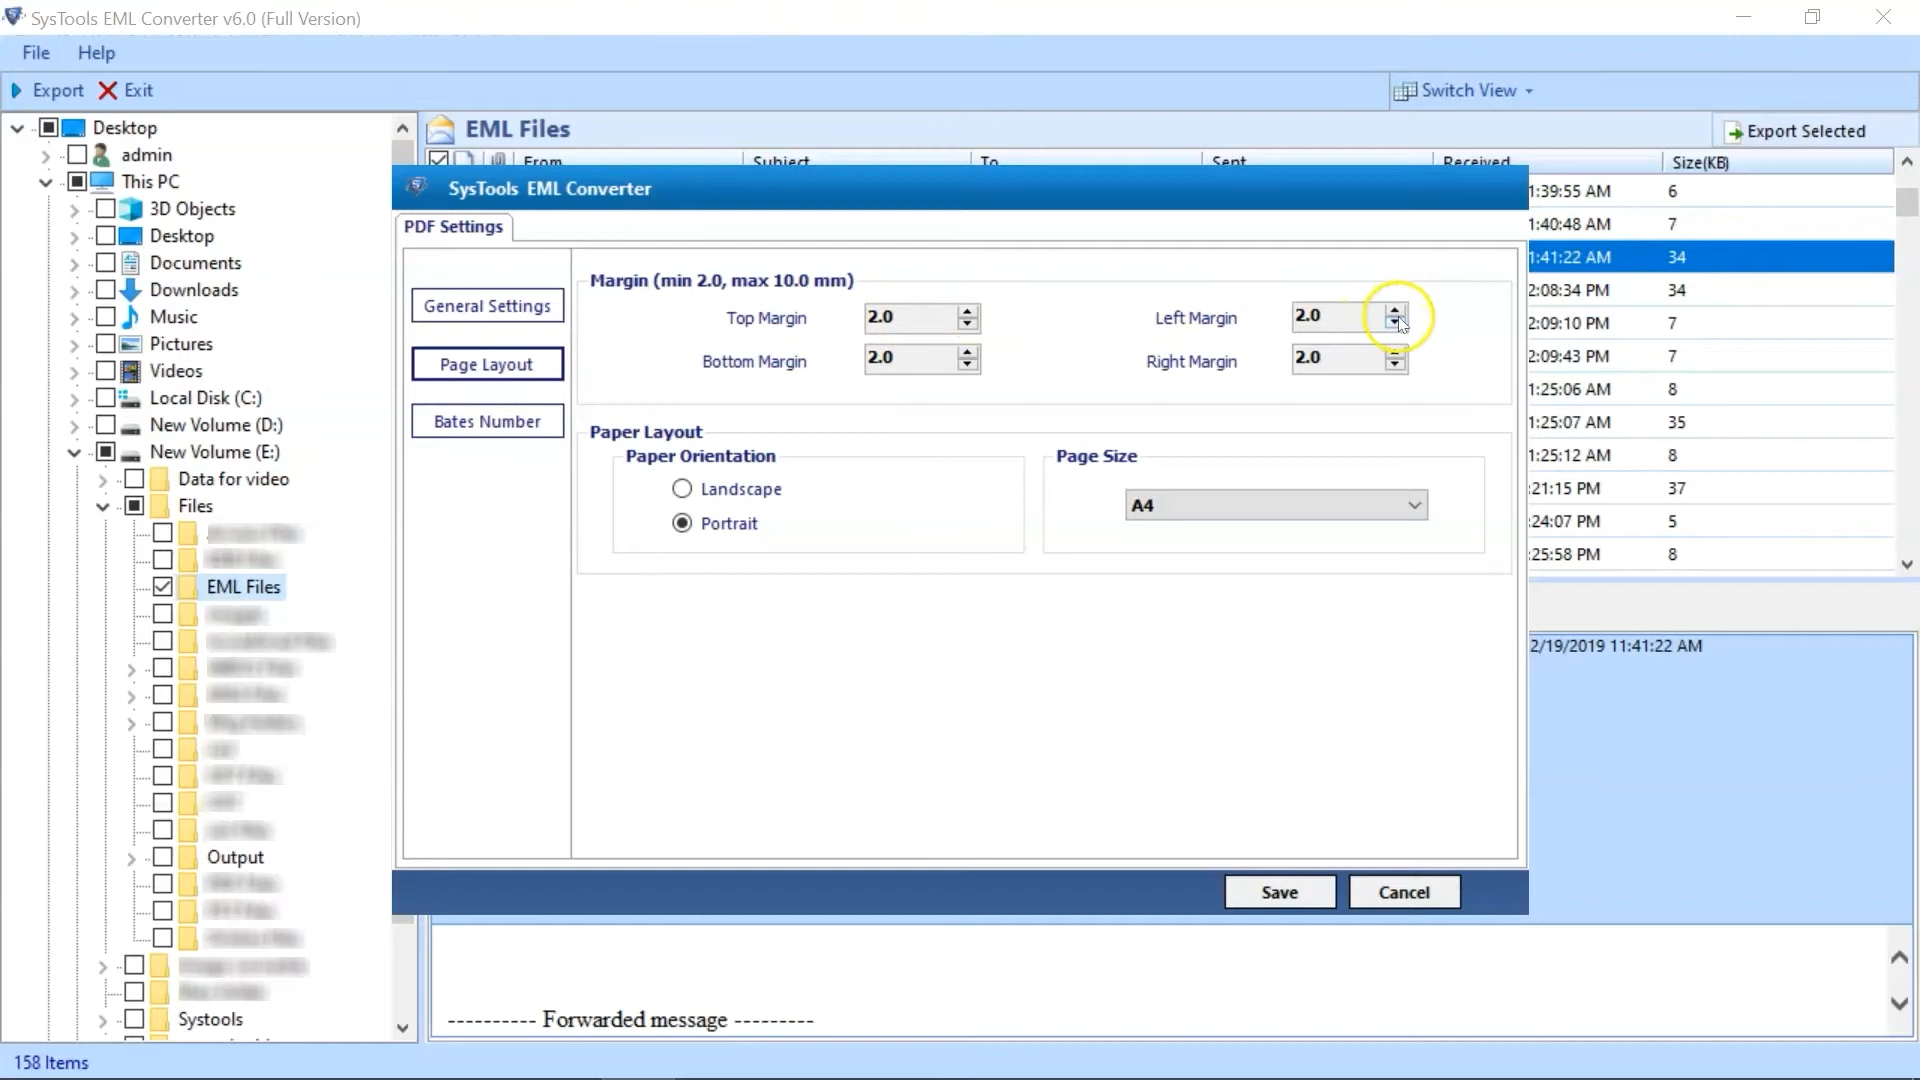 SysTools EML Converter v6.0 (Full Version)
File Help
Export Exit Switch View
Desktop
admin
This PC
3D Objects
Desktop
Documents
Downloads
Music
Pictures
Videos
Local Disk (C:)
New Volume (D:)
New Volume (E:)
Data for video
Files
EML Files
Output
Systools
EML Files
Export Selected
From Subject To Sent Received Size(KB)
1:39:55 AM 6
1:40:48 AM 7
1:41:22 AM 34
2:08:34 PM 34
2:09:10 PM 7
2:09:43 PM 7
1:25:06 AM 8
1:25:07 AM 35
1:25:12 AM 8
:21:15 PM 37
:24:07 PM 5
:25:58 PM 8
SysTools EML Converter
PDF Settings
General Settings
Page Layout
Bates Number
Margin (min 2.0, max 10.0 mm)
Top Margin 2.0 Left Margin 2.0
Bottom Margin 2.0 Right Margin 2.0
Paper Layout
Paper Orientation
Landscape
Portrait
Page Size
A4
Save Cancel
2/19/2019 11:41:22 AM
---------- Forwarded message ---------
158 Items